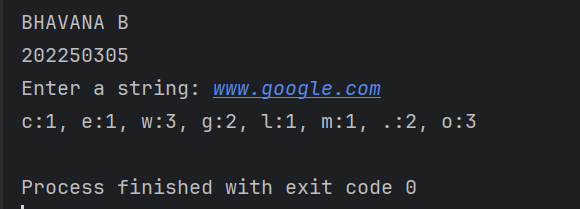 BHAVANA B
202250305
Enter a string: www.google.com
c:1, e:1, w:3, g:2, l:1, m:1, .:2, o:3
Process finished with exit code 0